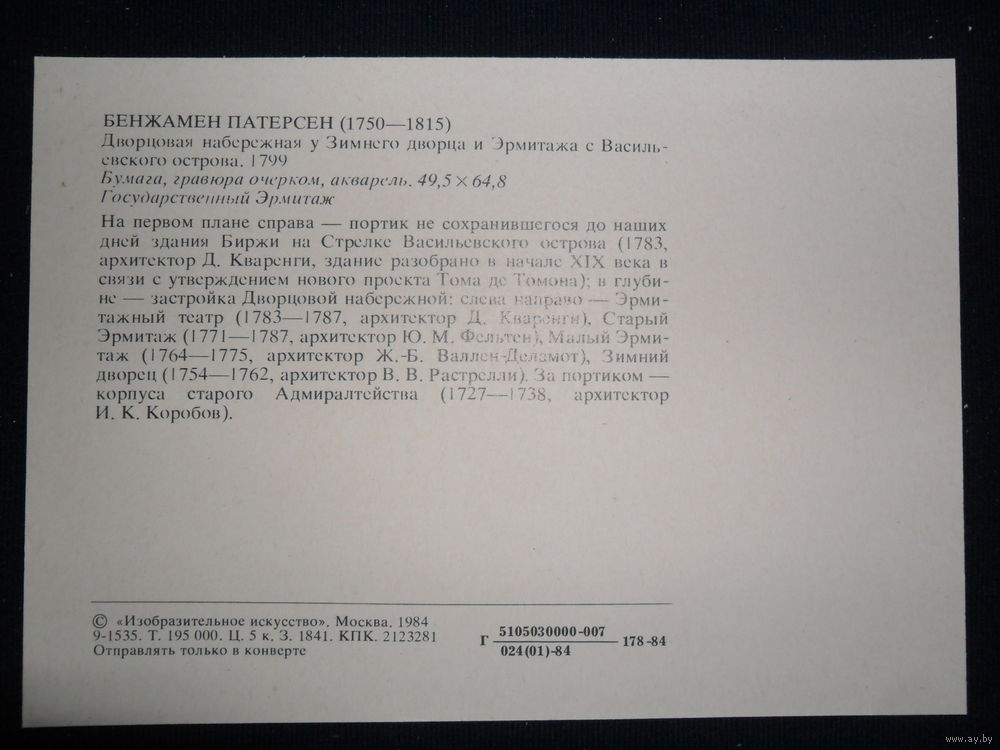 БЕНЖАМЕН ПАТЕРСЕН (1750—1815)
Дворцовая набережная у Зимнего дворца и Эрмитажа с Василь-
евского острова. 1799
Бумага, гравюра очерком, акварель. 49,5 × 64,8
Государственный Эрмитаж
На первом плане справа — портик не сохранившегося до наших
дней здания Биржи на Стрелке Васильевского острова (1783,
архитектор Д. Кваренги, здание разобрано в начале XIX века в
связи с утверждением нового проекта Тома де Томона); в глуби-
не — застройка Дворцовой набережной: слева направо — Эрми-
тажный театр (1783—1787, архитектор Д. Кваренги), Старый
Эрмитаж (1771—1787, архитектор Ю. М. Фельтен), Малый Эрми-
таж (1764—1775, архитектор Ж.-Б. Валлен-Деламот), Зимний
дворец (1754—1762, архитектор В. В. Растрелли). За портиком —
корпуса старого Адмиралтейства (1727—1738, архитектор
И. К. Коробов).
© «Изобразительное искусство». Москва. 1984
9-1535. Т. 195 000. Ц. 5 к. З. 1841. КПК. 2123281
Отправлять только в конверте
Г 5105030000-007 178-84
024(01)-84
www.ay.by